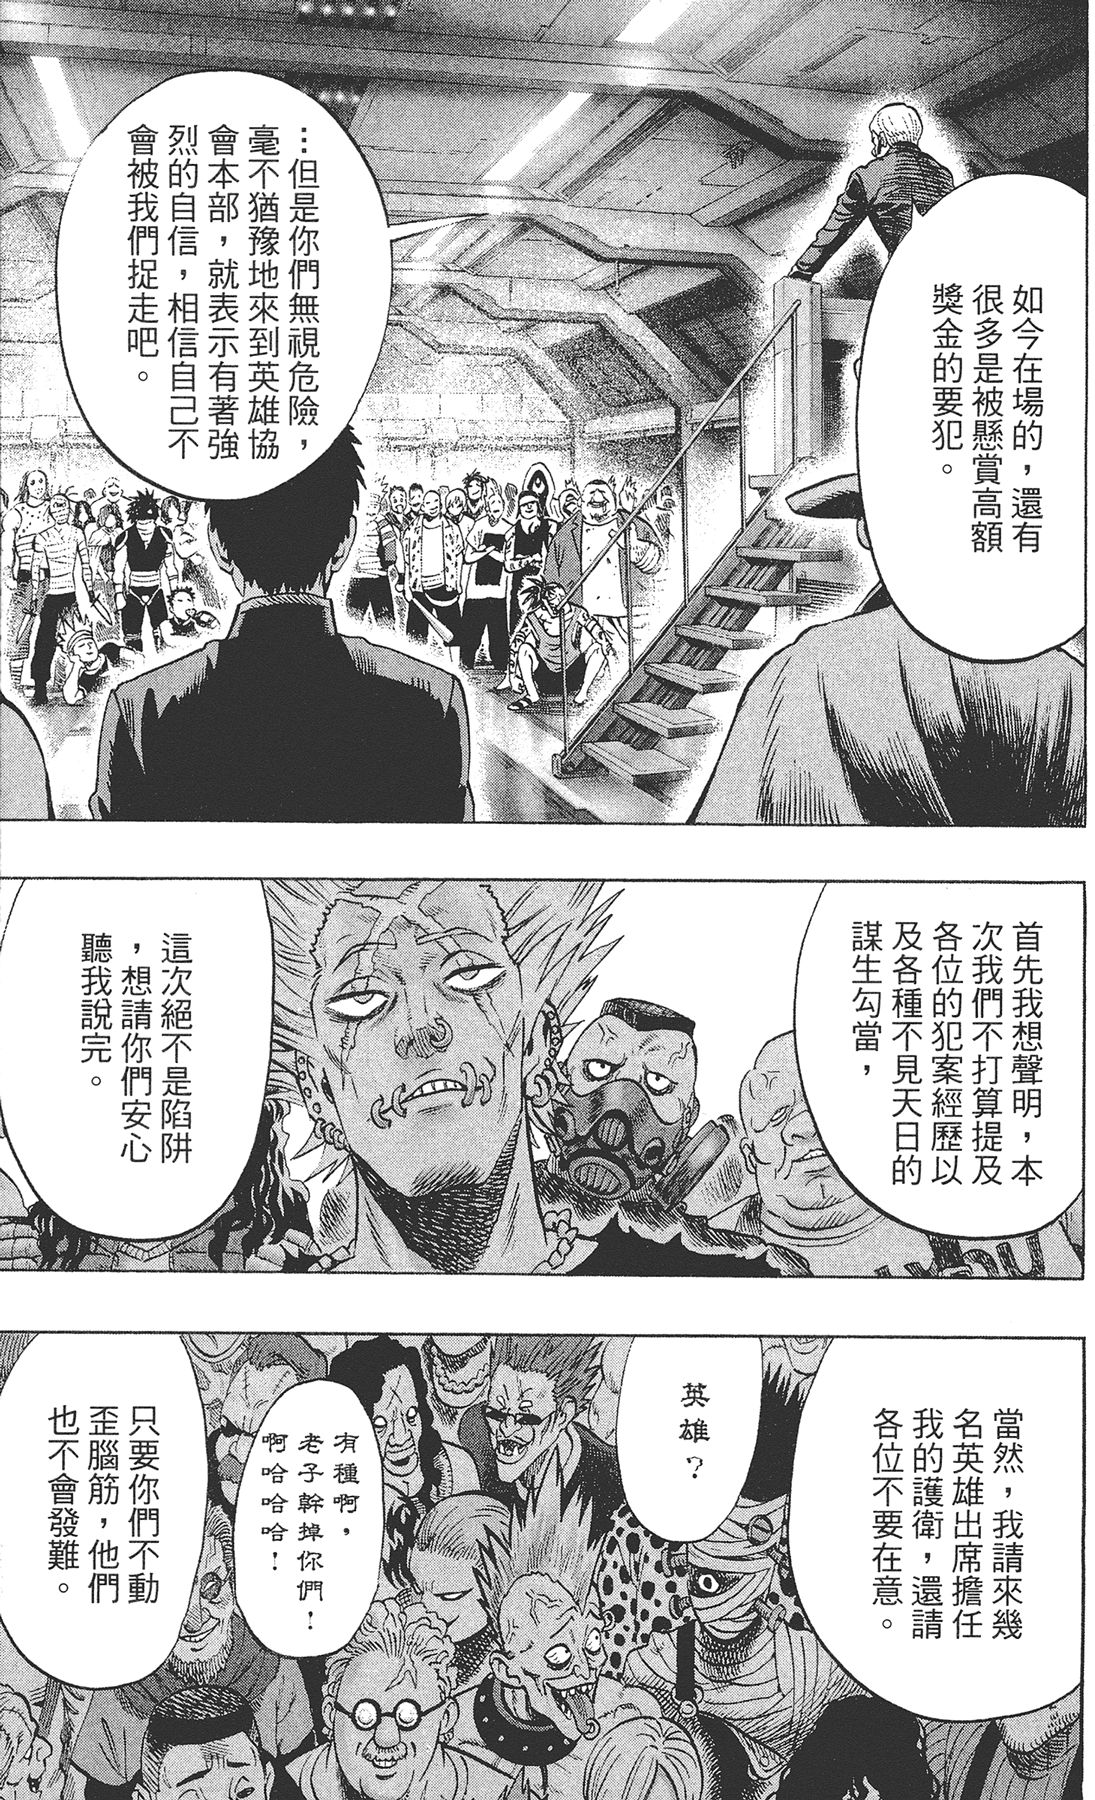 如今在場的，還有
很多是被懸賞高額
獎金的要犯。
…但是你們無視危險，
毫不猶豫地來到英雄協
會本部，就表示有著強
烈的自信，相信自己不
會被我們捉走吧。
首先我想聲明，本
次我們不打算提及
各位的犯案經歷以
及各種不見天日的
謀生勾當，
這次絕不是陷阱
，想請你們安心
聽我說完。
當然，我請來幾
名英雄出席擔任
我的護衛，還請
各位不要在意。
英雄？
有種啊，
老子幹掉你們！
啊哈哈哈！
只要你們不動
歪腦筋，他們
也不會發難。